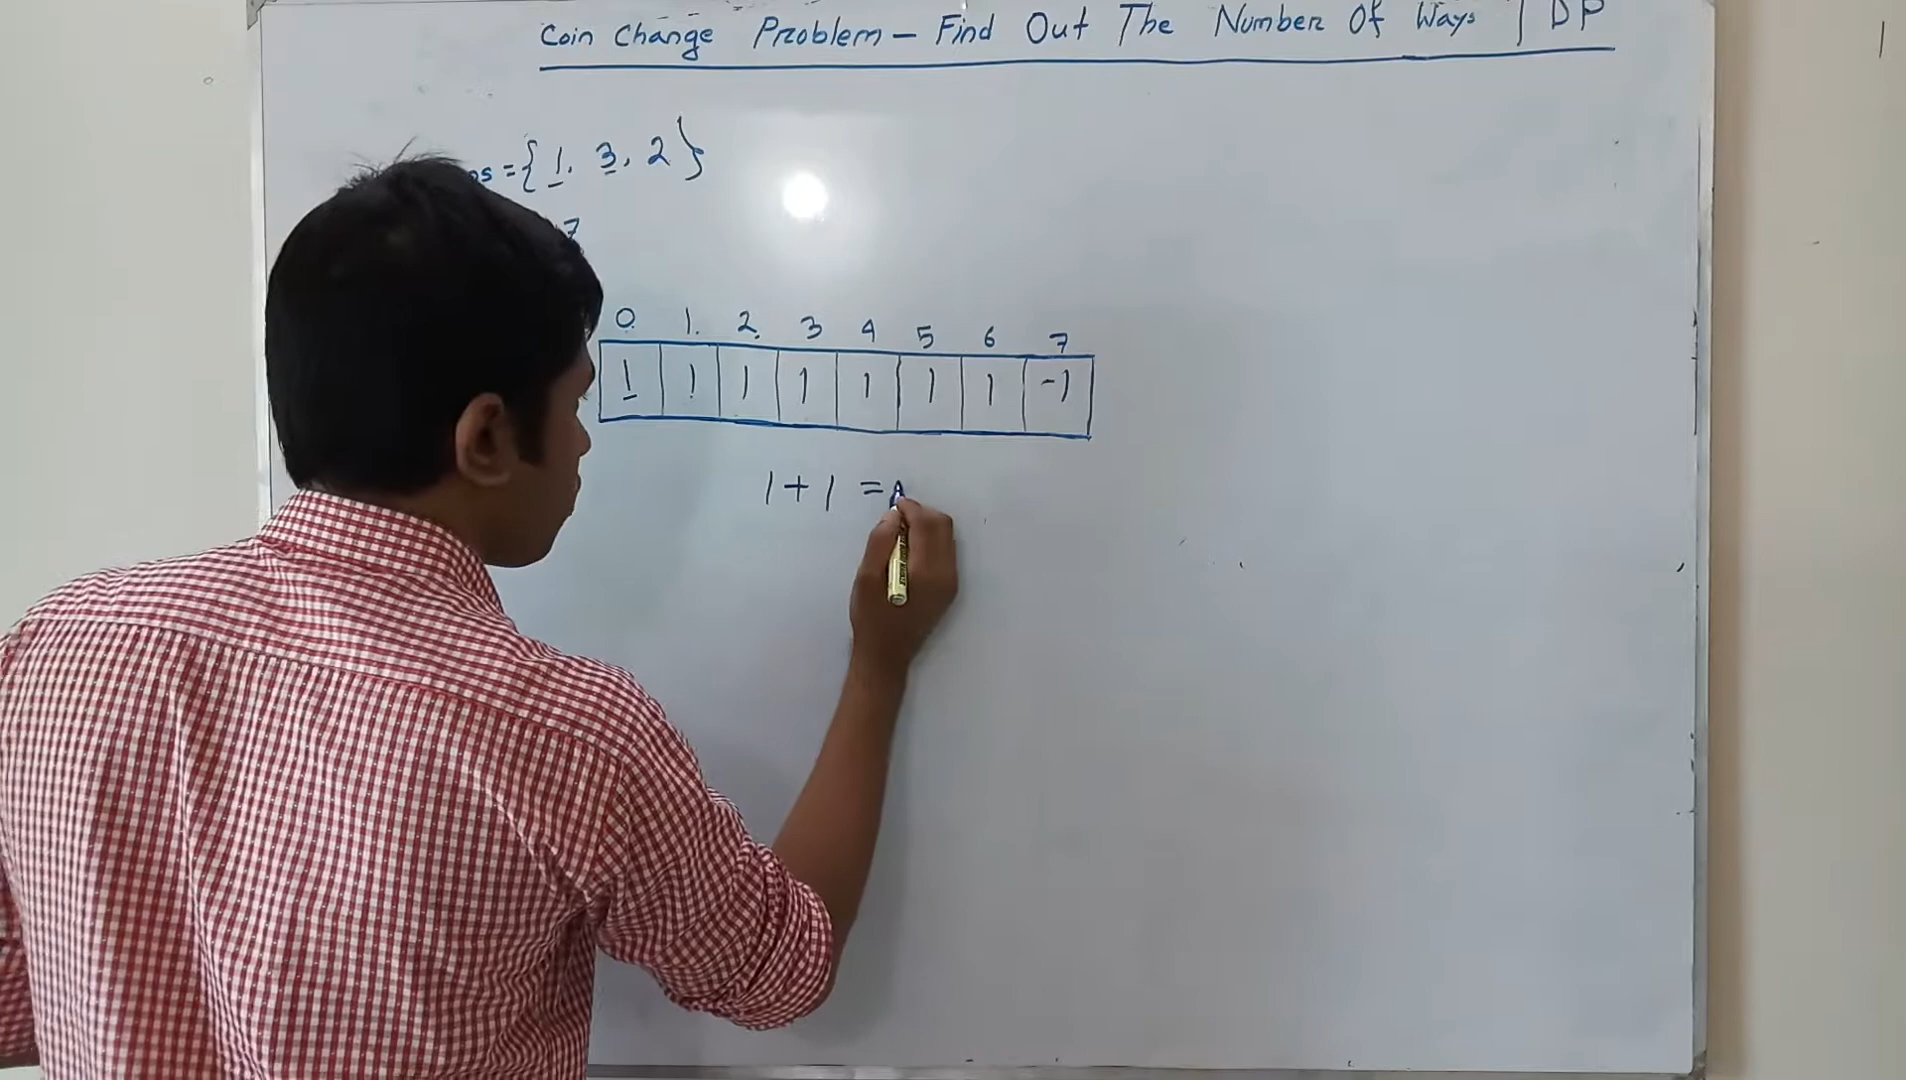 Coin Change Problem - Find Out The Number Of Ways | DP
= { 1, 3, 2 }
7
0 1 2 3 4 5 6 7
1 1 1 1 1 1 1 -1
1 + 1 =